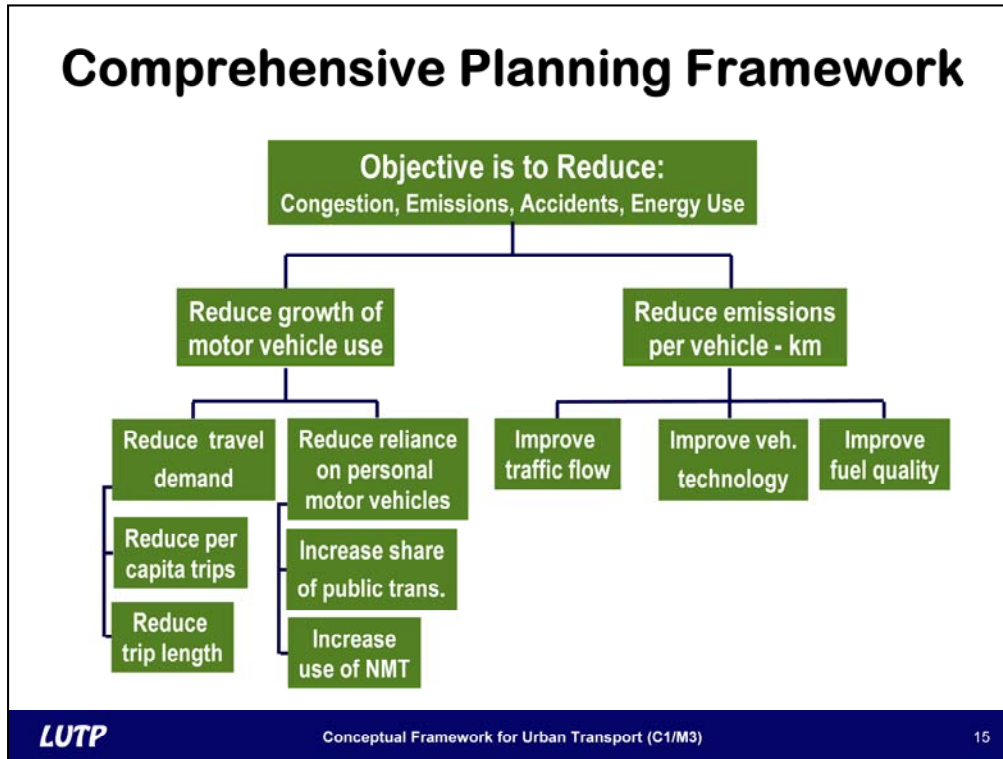 Comprehensive Planning Framework
Objective is to Reduce:
Congestion, Emissions, Accidents, Energy Use
Reduce growth of
motor vehicle use
Reduce emissions
per vehicle - km
Reduce travel
demand
Reduce per
capita trips
Reduce
trip length
Reduce reliance
on personal
motor vehicles
Increase share
of public trans.
Increase
use of NMT
Improve
traffic flow
Improve veh.
technology
Improve
fuel quality
LUTP
Conceptual Framework for Urban Transport (C1/M3)
15